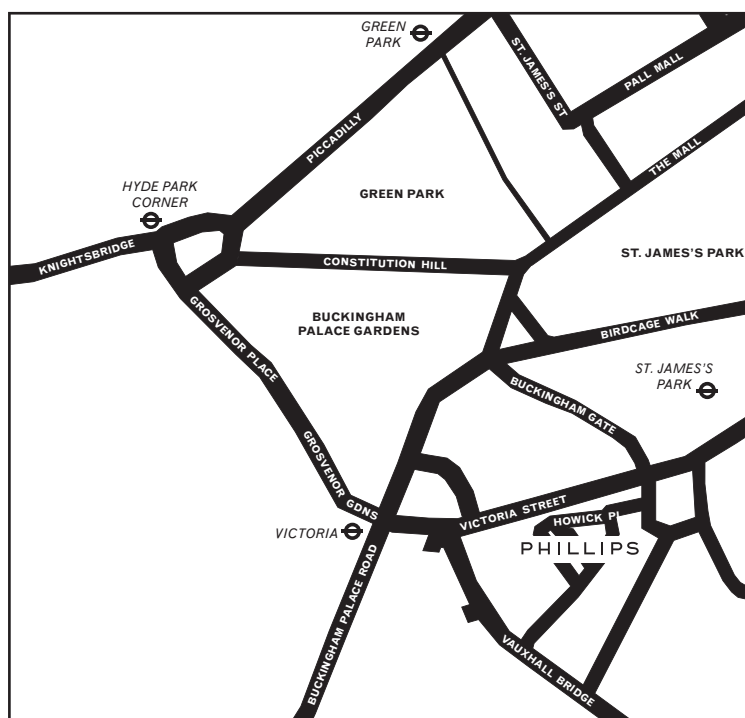 GREEN
PARK
ST. JAMES'S ST
PALL MALL
PICCADILLY
THE MALL
HYDE PARK
CORNER
GREEN PARK
KNIGHTSBRIDGE
CONSTITUTION HILL
ST. JAMES'S PARK
GROSVENOR PLACE
BUCKINGHAM
PALACE GARDENS
BIRDCAGE WALK
ST. JAMES'S
PARK
BUCKINGHAM GATE
GROSVENOR GDNS
VICTORIA STREET
HOWICK PL
VICTORIA
PHILLIPS
BUCKINGHAM PALACE ROAD
VAUXHALL BRIDGE